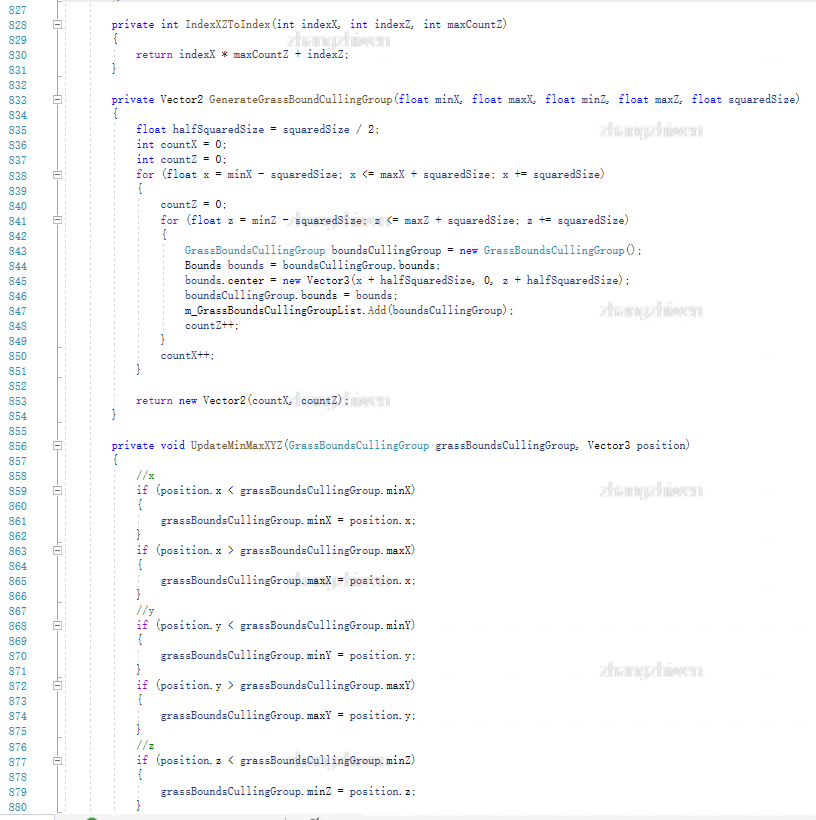 827
828 private int IndexXZToIndex(int indexX, int indexZ, int maxCountZ)
829 {
830 return indexX * maxCountZ + indexZ;
831 }
832
833 private Vector2 GenerateGrassBoundCullingGroup(float minX, float maxX, float minZ, float maxZ, float squaredSize)
834 {
835 float halfSquaredSize = squaredSize / 2;
836 int countX = 0;
837 int countZ = 0;
838 for (float x = minX - squaredSize; x <= maxX + squaredSize; x += squaredSize)
839 {
840 countZ = 0;
841 for (float z = minZ - squaredSize; z <= maxZ + squaredSize; z += squaredSize)
842 {
843 GrassBoundsCullingGroup boundsCullingGroup = new GrassBoundsCullingGroup();
844 Bounds bounds = boundsCullingGroup.bounds;
845 bounds.center = new Vector3(x + halfSquaredSize, 0, z + halfSquaredSize);
846 boundsCullingGroup.bounds = bounds;
847 m_GrassBoundsCullingGroupList.Add(boundsCullingGroup);
848 countZ++;
849 }
850 countX++;
851 }
852
853 return new Vector2(countX, countZ);
854 }
855
856 private void UpdateMinMaxXYZ(GrassBoundsCullingGroup grassBoundsCullingGroup, Vector3 position)
857 {
858 //x
859 if (position.x < grassBoundsCullingGroup.minX)
860 {
861 grassBoundsCullingGroup.minX = position.x;
862 }
863 if (position.x > grassBoundsCullingGroup.maxX)
864 {
865 grassBoundsCullingGroup.maxX = position.x;
866 }
867 //y
868 if (position.y < grassBoundsCullingGroup.minY)
869 {
870 grassBoundsCullingGroup.minY = position.y;
871 }
872 if (position.y > grassBoundsCullingGroup.maxY)
873 {
874 grassBoundsCullingGroup.maxY = position.y;
875 }
876 //z
877 if (position.z < grassBoundsCullingGroup.minZ)
878 {
879 grassBoundsCullingGroup.minZ = position.z;
880 }
zhangzhiwen
zhangzhiwen
zhangzhiwen
zhangzhiwen
zhangzhiwen
zhangzhiwen
zhangzhiwen
zhangzhiwen
zhangzhiwen